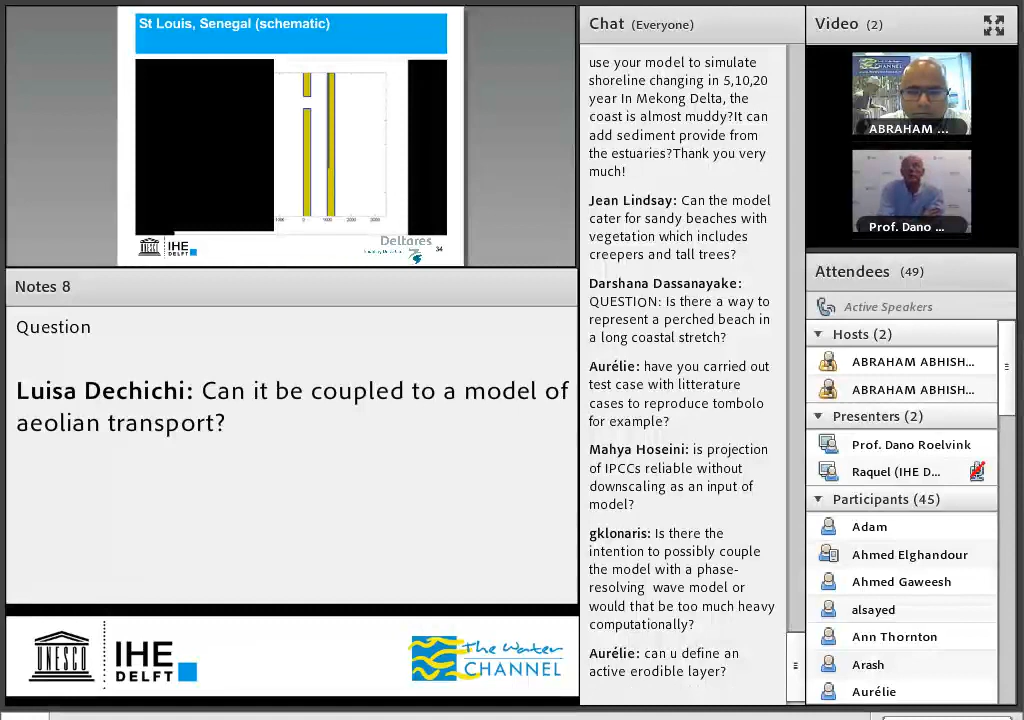 St Louis, Senegal (schematic)
UNESCO
IHE
DELFT
Deltares
34
Notes 8
Question
Luisa Dechichi: Can it be coupled to a model of
aeolian transport?
UNESCO
IHE
DELFT
the water
CHANNEL
Chat (Everyone)
use your model to simulate
shoreline changing in 5,10,20
year In Mekong Delta, the
coast is almost muddy?It can
add sediment provide from
the estuaries?Thank you very
much!
Jean Lindsay: Can the model
cater for sandy beaches with
vegetation which includes
creepers and tall trees?
Darshana Dassanayake:
QUESTION: Is there a way to
represent a perched beach in
a long coastal stretch?
Aurélie: have you carried out
test case with litterature
cases to reproduce tombolo
for example?
Mahya Hoseini: is projection
of IPCCs reliable without
downscaling as an input of
model?
gklonaris: Is there the
intention to possibly couple
the model with a phase-
resolving wave model or
would that be too much heavy
computationally?
Aurélie: can u define an
active erodible layer?
Video (2)
CHANNEL
ABRAHAM ...
Prof. Dano ...
Attendees (49)
Active Speakers
Hosts (2)
ABRAHAM ABHISH...
ABRAHAM ABHISH...
Presenters (2)
Prof. Dano Roelvink
Raquel (IHE D...
Participants (45)
Adam
Ahmed Elghandour
Ahmed Gaweesh
alsayed
Ann Thornton
Arash
Aurélie